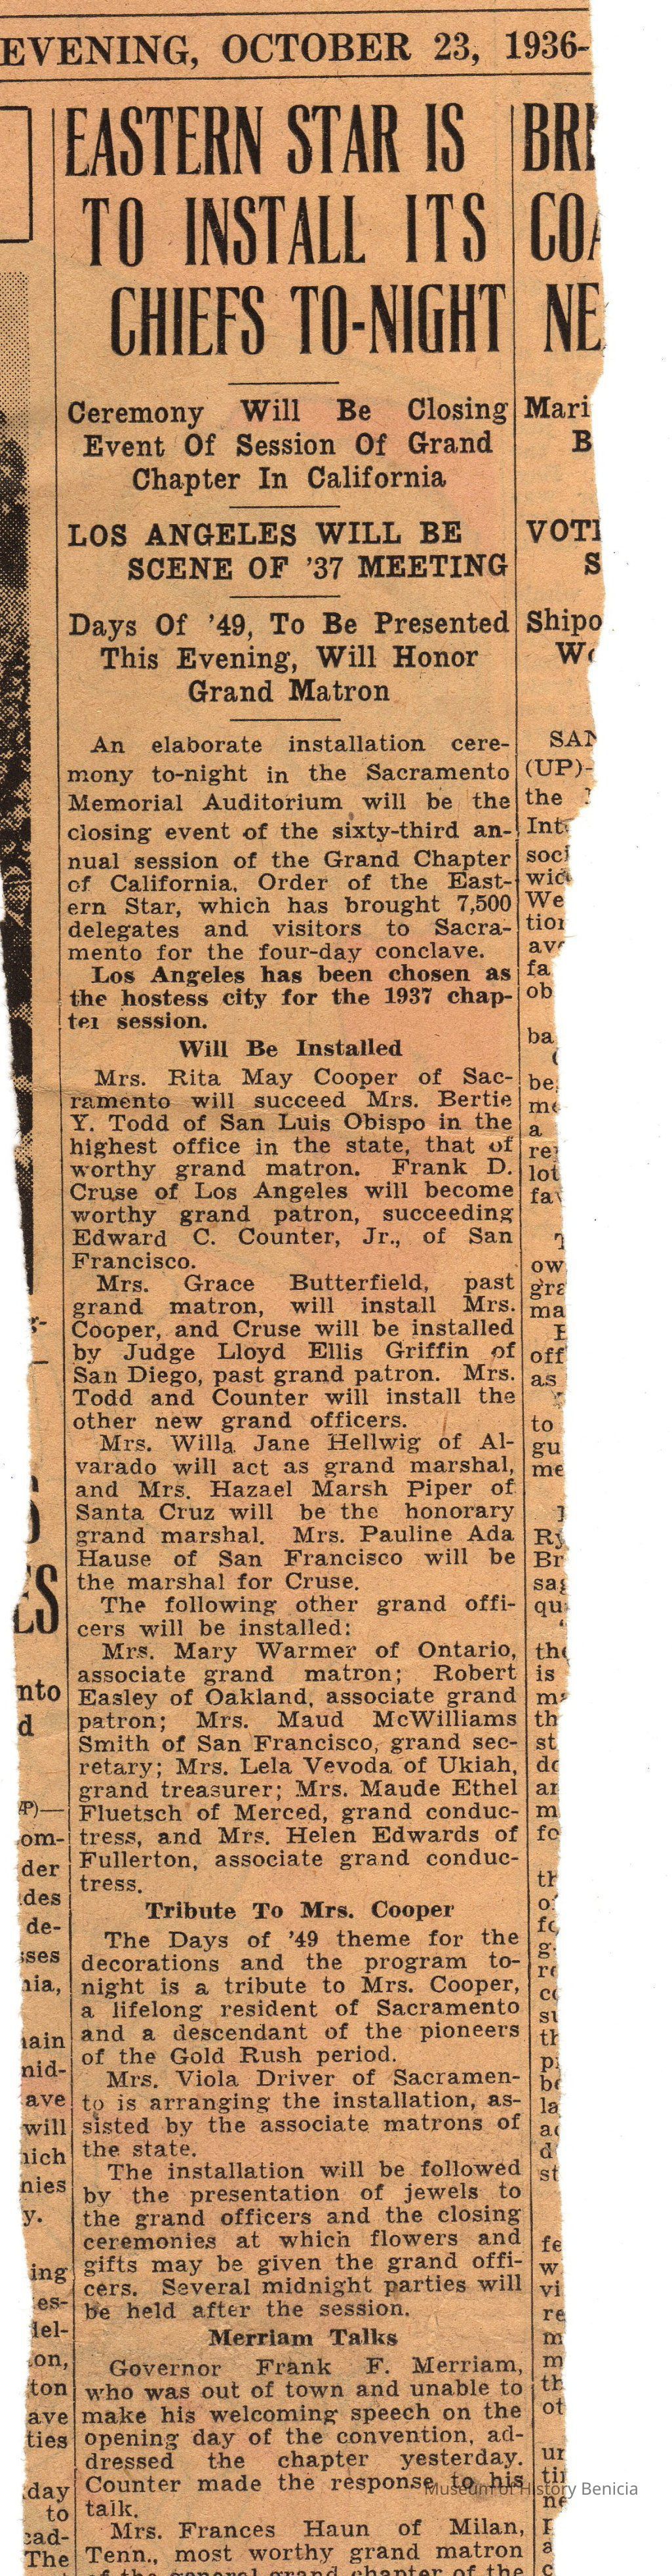 EVENING, OCTOBER 23, 1936-
EASTERN STAR IS
TO INSTALL ITS
CHIEFS TO-NIGHT
Ceremony Will Be Closing
Event Of Session Of Grand
Chapter In California
LOS ANGELES WILL BE
SCENE OF '37 MEETING
Days Of '49, To Be Presented
This Evening, Will Honor
Grand Matron
An elaborate installation cere-
mony to-night in the Sacramento
Memorial Auditorium will be the
closing event of the sixty-third an-
nual session of the Grand Chapter
of California, Order of the East-
ern Star, which has brought 7,500
delegates and visitors to Sacra-
mento for the four-day conclave.
Los Angeles has been chosen as
the hostess city for the 1937 chap-
ter session.
Will Be Installed
Mrs. Rita May Cooper of Sac-
ramento will succeed Mrs. Bertie
Y. Todd of San Luis Obispo in the
highest office in the state, that of
worthy grand matron. Frank D.
Cruse of Los Angeles will become
worthy grand patron, succeeding
Edward C. Counter, Jr., of San
Francisco.
Mrs. Grace Butterfield, past
grand matron, will install Mrs.
Cooper, and Cruse will be installed
by Judge Lloyd Ellis Griffin of
San Diego, past grand patron. Mrs.
Todd and Counter will install the
other new grand officers.
Mrs. Willa Jane Hellwig of Al-
varado will act as grand marshal,
and Mrs. Hazael Marsh Piper of
Santa Cruz will be the honorary
grand marshal. Mrs. Pauline Ada
Hause of San Francisco will be
the marshal for Cruse.
The following other grand offi-
cers will be installed:
Mrs. Mary Warmer of Ontario,
associate grand matron; Robert
Easley of Oakland, associate grand
patron; Mrs. Maud McWilliams
Smith of San Francisco, grand sec-
retary; Mrs. Lela Vevoda of Ukiah,
grand treasurer; Mrs. Maude Ethel
Fluetsch of Merced, grand conduc-
tress, and Mrs. Helen Edwards of
Fullerton, associate grand conduc-
tress.
Tribute To Mrs. Cooper
The Days of '49 theme for the
decorations and the program to-
night is a tribute to Mrs. Cooper,
a lifelong resident of Sacramento
and a descendant of the pioneers
of the Gold Rush period.
Mrs. Viola Driver of Sacramen-
to is arranging the installation, as-
sisted by the associate matrons of
the state.
The installation will be followed
by the presentation of jewels to
the grand officers and the closing
ceremonies at which flowers and
gifts may be given the grand offi-
cers. Several midnight parties will
be held after the session.
Merriam Talks
Governor Frank F. Merriam,
who was out of town and unable to
make his welcoming speech on the
opening day of the convention, ad-
dressed the chapter yesterday.
Counter made the response to his
talk.
Mrs. Frances Haun of Milan,
Tenn., most worthy grand matron
of the general grand chapter of the
Museum of History Benicia